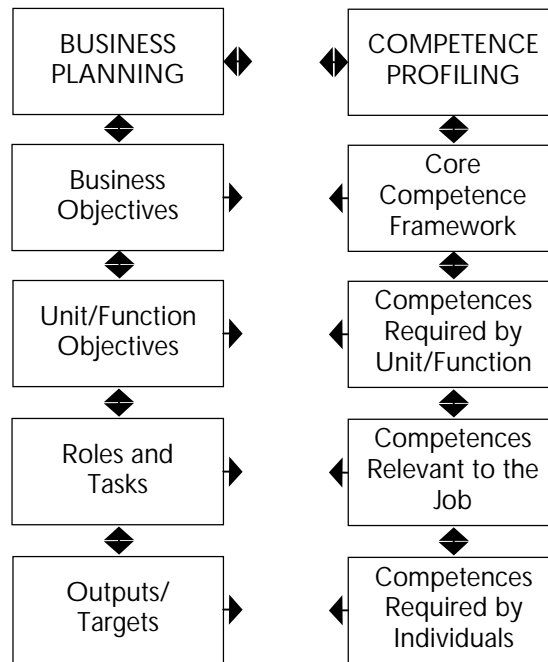 BUSINESS
PLANNING
COMPETENCE
PROFILING
Business
Objectives
Core
Competence
Framework
Unit/Function
Objectives
Competences
Required by
Unit/Function
Roles and
Tasks
Competences
Relevant to the
Job
Outputs/
Targets
Competences
Required by
Individuals